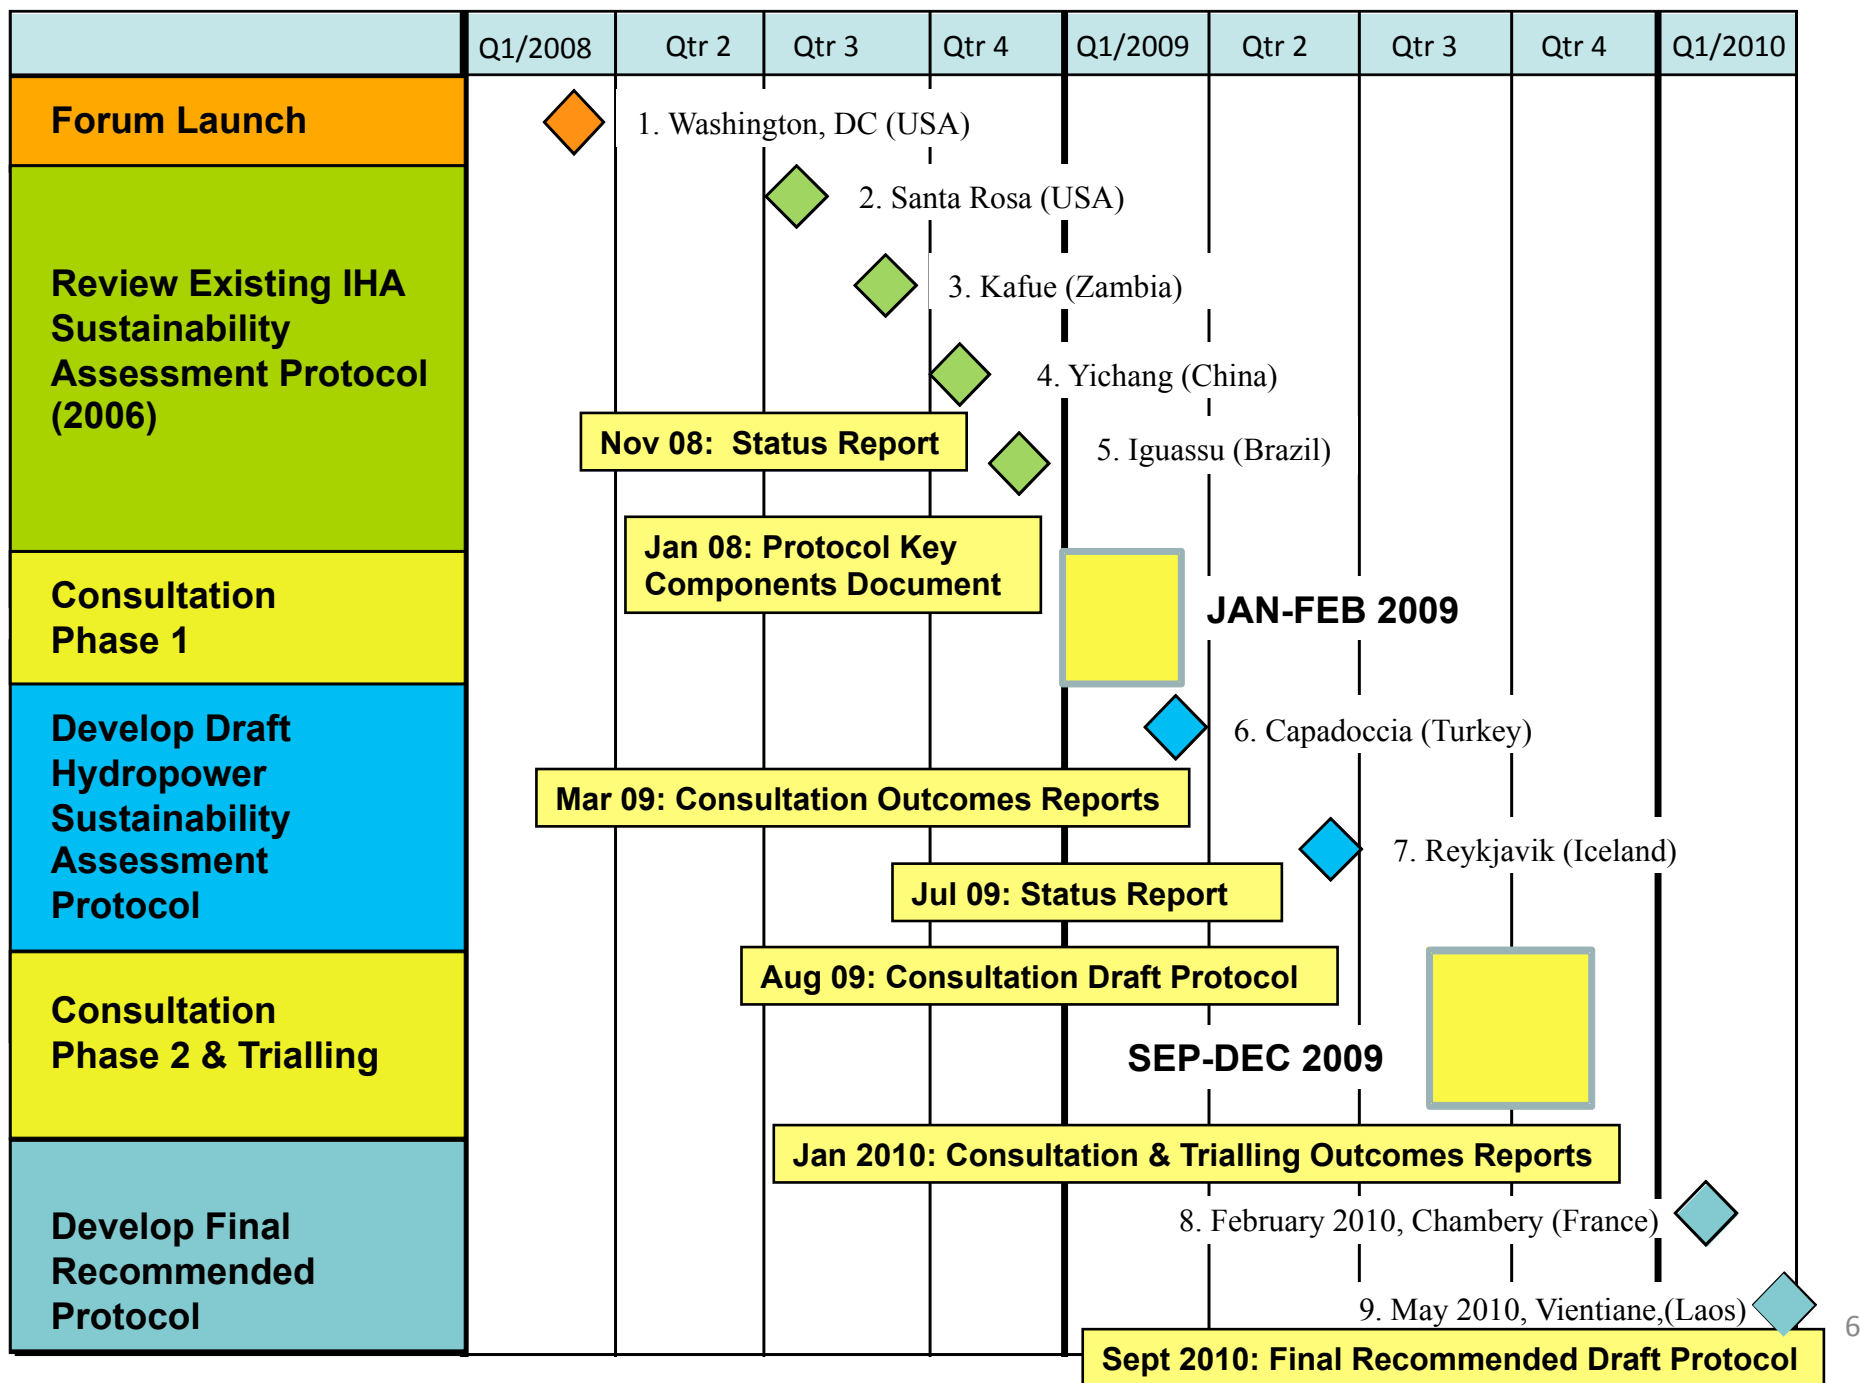 Q1/2008 Qtr 2 Qtr 3 Qtr 4 Q1/2009 Qtr 2 Qtr 3 Qtr 4 Q1/2010
Forum Launch
1. Washington, DC (USA)
2. Santa Rosa (USA)
Review Existing IHA
Sustainability
Assessment Protocol
(2006)
3. Kafue (Zambia)
4. Yichang (China)
Nov 08:  Status Report
5. Iguassu (Brazil)
Jan 08: Protocol Key
Components Document
Consultation
Phase 1
JAN-FEB 2009
Develop Draft
Hydropower
Sustainability
Assessment
Protocol
6. Capadoccia (Turkey)
Mar 09: Consultation Outcomes Reports
7. Reykjavik (Iceland)
Jul 09: Status Report
Aug 09: Consultation Draft Protocol
Consultation
Phase 2 & Trialling
SEP-DEC 2009
Jan 2010: Consultation & Trialling Outcomes Reports
Develop Final
Recommended
Protocol
8. February 2010, Chambery (France)
9. May 2010, Vientiane,(Laos)
Sept 2010: Final Recommended Draft Protocol
6